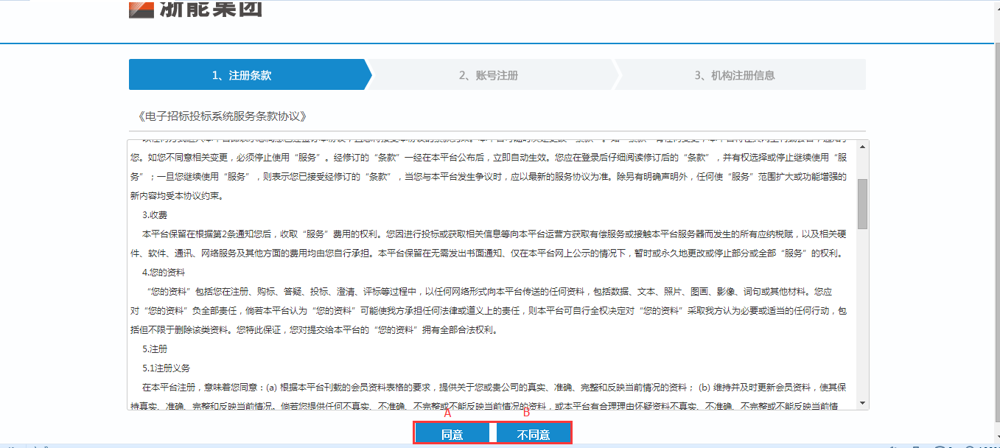 浙能集团
1、注册条款
2、账号注册
3、机构注册信息
《电子招标投标系统服务条款协议》
您。如您不同意相关变更，必须停止使用“服务”。经修订的“条款”一经在本平台公布后，立即自动生效。您应在登录后仔细阅读修订后的“条款”，并有权选择或停止继续使用“服
务”；一旦您继续使用“服务”，则表示您已接受经修订的“条款”，当您与本平台发生争议时，应以最新的服务协议为准。除另有明确声明外，任何使“服务”范围扩大或功能增强的
新内容均受本协议约束。
3.收费
本平台保留在根据第2条通知您后，收取“服务”费用的权利。您因进行投标或获取相关信息等向本平台运营方获取有偿服务或接触本平台服务器而发生的所有应纳税赋，以及相关硬
件、软件、通讯、网络服务及其他方面的费用均由您自行承担。本平台保留在无需发出书面通知、仅在本平台网上公示的情况下，暂时或永久地更改或停止部分或全部“服务”的权利。
4.您的资料
“您的资料”包括您在注册、购标、答疑、投标、澄清、评标等过程中，以任何网络形式向本平台传送的任何资料，包括数据、文本、照片、图画、影像、词句或其他材料。您应
对“您的资料”负全部责任，倘若本平台认为“您的资料”可能使我方承担任何法律或道义上的责任，则本平台可自行全权决定对“您的资料”采取我方认为必要或适当的任何行动，包
括但不限于删除该类资料。您特此保证，您对提交给本平台的“您的资料”拥有全部合法权利。
5.注册
5.1注册义务
在本平台注册，意味着您同意：(a) 根据本平台刊载的会员资料表格的要求，提供关于您或贵公司的真实、准确、完整和反映当前情况的资料； (b) 维持并及时更新会员资料，使其保
持真实、准确、完整和反映当前情况。倘若您提供任何不真实、不准确、不完整或不能反映当前情况的资料，或本平台有合理理由怀疑资料不真实、不准确、不完整或不能反映当前情
A B
同意 不同意